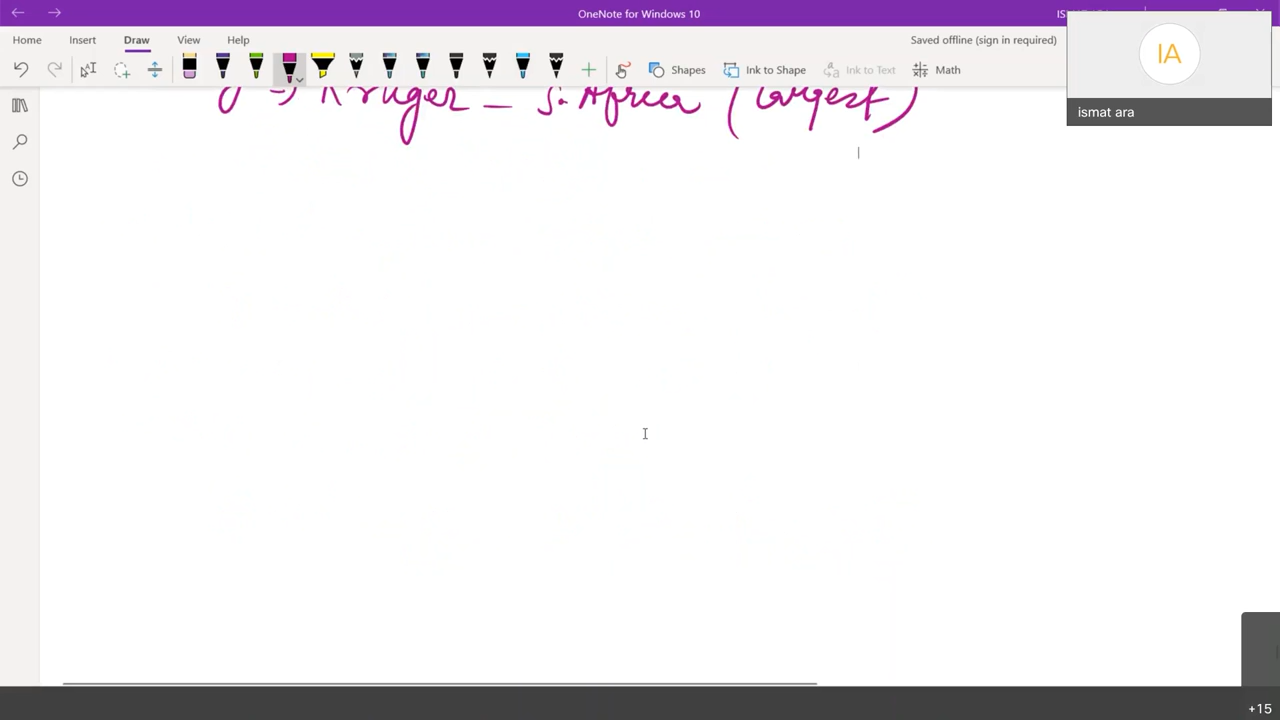 OneNote for Windows 10
Home Insert Draw View Help
Saved offline (sign in required)
IA
Shapes
Ink to Shape
Ink to Text
Math
ismat ara
→ Kruger – S. Africa (largest)
+15